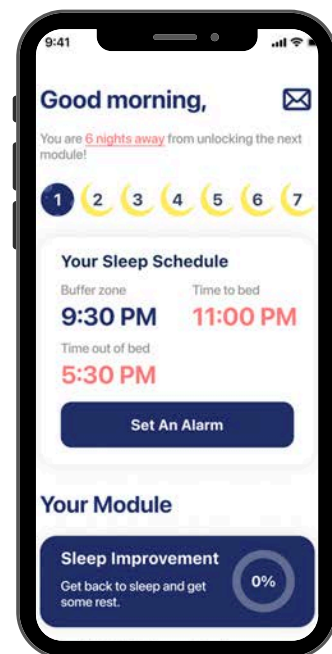 9:41
Good morning,
You are 6 nights away from unlocking the next
module!
1 2 3 4 5 6 7
Your Sleep Schedule
Buffer zone Time to bed
9:30 PM 11:00 PM
Time out of bed
5:30 PM
Set An Alarm
Your Module
Sleep Improvement
Get back to sleep and get
some rest.
0%